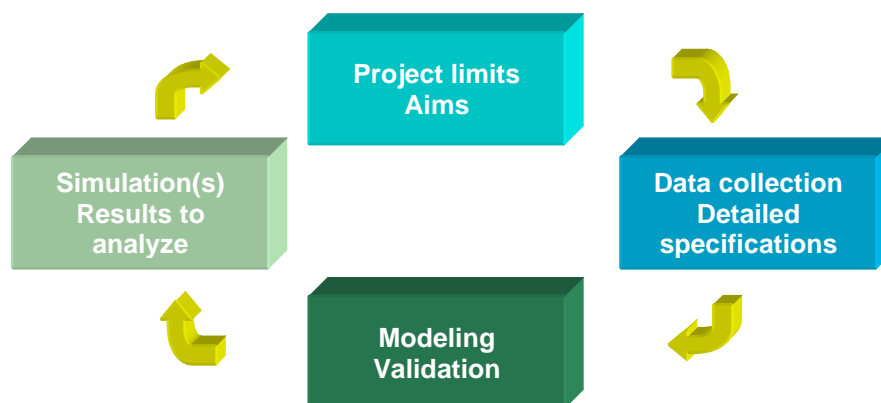 Project limits
Aims
Simulation(s)
Results to
analyze
Data collection
Detailed
specifications
Modeling
Validation